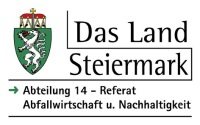 Das Land
Steiermark
→ Abteilung 14 – Referat
Abfallwirtschaft u. Nachhaltigkeit